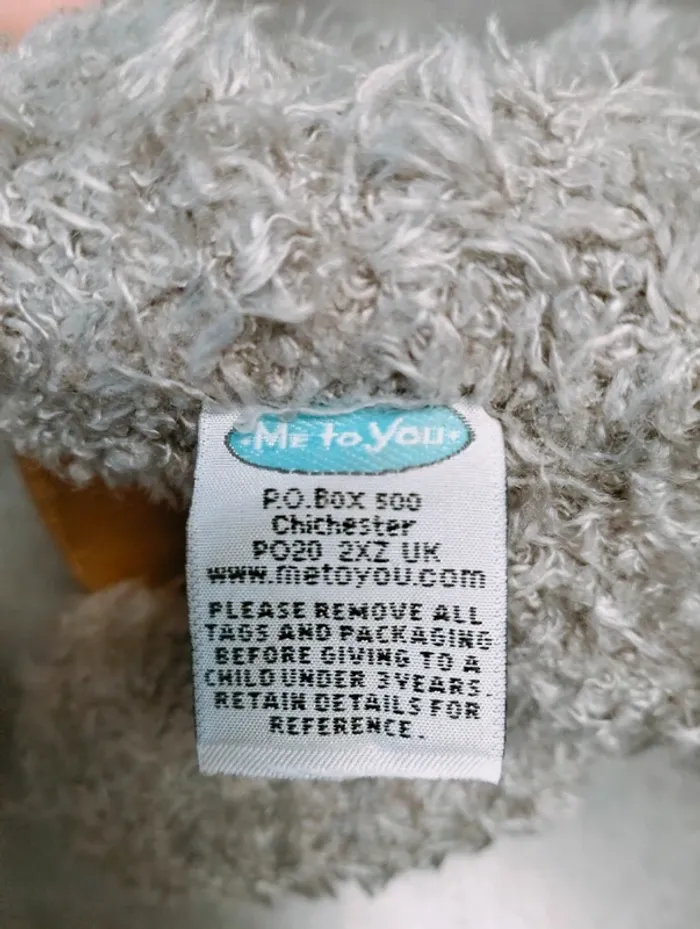 Me to You
P.O.Box 500
Chichester
PO20 2XZ UK
www.metoyou.com
PLEASE REMOVE ALL
TAGS AND PACKAGING
BEFORE GIVING TO A
CHILD UNDER 3 YEARS.
RETAIN DETAILS FOR
REFERENCE.